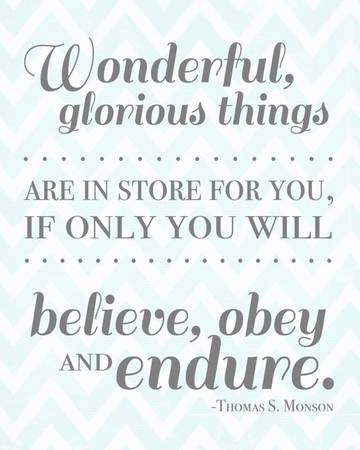 Wonderful,
glorious things
ARE IN STORE FOR YOU,
IF ONLY YOU WILL
believe, obey
AND endure.
-Thomas S. Monson